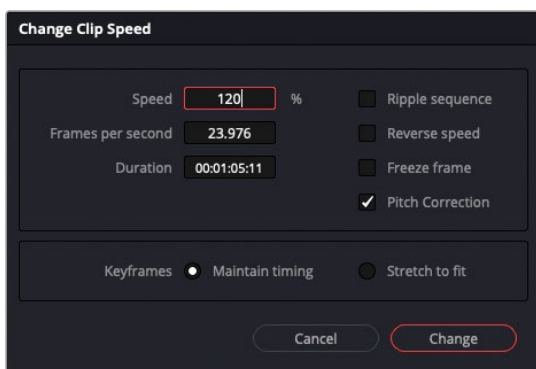 Change Clip Speed
Speed 120 % Ripple sequence
Frames per second 23.976 Reverse speed
Duration 00:01:05:11 Freeze frame
Pitch Correction
Keyframes Maintain timing Stretch to fit
Cancel Change